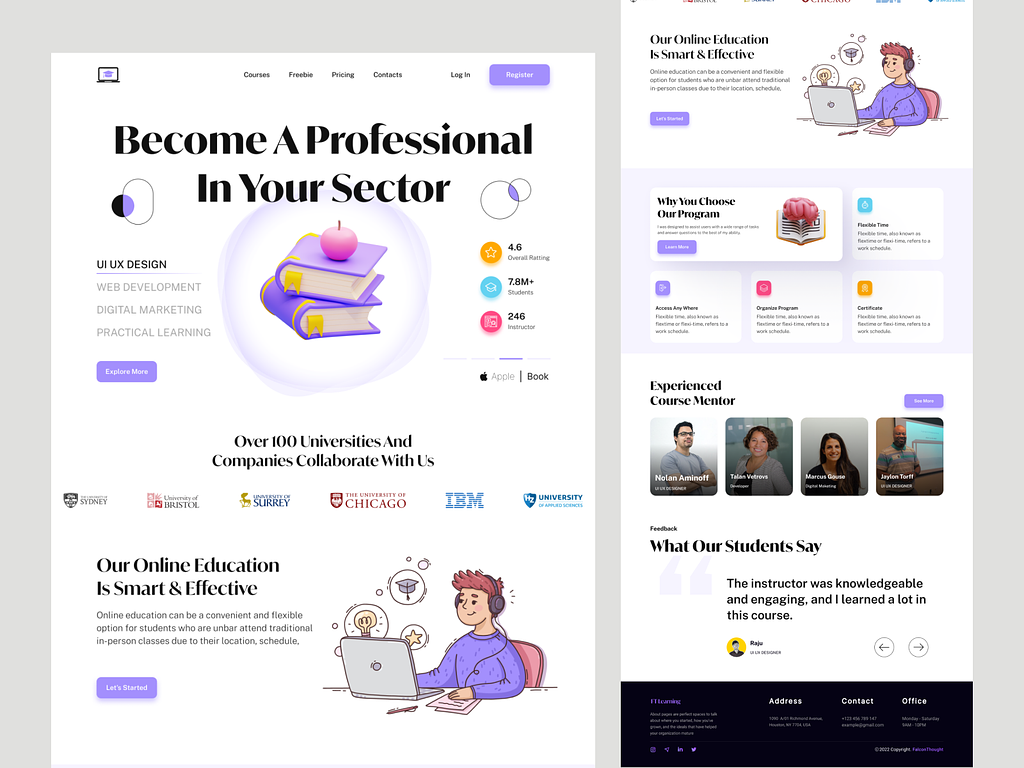 Courses
Freebie
Pricing
Contacts
Log In
Register
Become A Professional
In Your Sector
UI UX DESIGN
WEB DEVELOPMENT
DIGITAL MARKETING
PRACTICAL LEARNING
Explore More
4.6
Overall Ratting
7.8M+
Students
246
Instructor
Apple | Book
Over 100 Universities And
Companies Collaborate With Us
THE UNIVERSITY OF
SYDNEY
University of
BRISTOL
UNIVERSITY OF
SURREY
THE UNIVERSITY OF
CHICAGO
IBM
UNIVERSITY
OF APPLIED SCIENCES
Our Online Education
Is Smart & Effective
Online education can be a convenient and flexible
option for students who are unbar attend traditional
in-person classes due to their location, schedule,
Let's Started
BRISTOL
SURREY
CHICAGO
IBM
OF APPLIED SCIENCES
Our Online Education
Is Smart & Effective
Online education can be a convenient and flexible
option for students who are unbar attend traditional
in-person classes due to their location, schedule,
Let's Started
Why You Choose
Our Program
I was designed to assist users with a wide range of tasks
and answer questions to the best of my ability.
Learn More
Flexible Time
Flexible time, also known as
flextime or flexi-time, refers to a
work schedule.
Access Any Where
Flexible time, also known as
flextime or flexi-time, refers to a
work schedule.
Organize Program
Flexible time, also known as
flextime or flexi-time, refers to a
work schedule.
Certificate
Flexible time, also known as
flextime or flexi-time, refers to a
work schedule.
Experienced
Course Mentor
See More
Nolan Aminoff
UI UX DESIGNER
Talan Vetrovs
Developer
Marcus Gouse
Digital Maketing
Jaylon Torff
UI UX DESIGNER
Feedback
What Our Students Say
The instructor was knowledgeable
and engaging, and I learned a lot in
this course.
Raju
UI UX DESIGNER
Address
Contact
Office
About pages are perfect spaces to talk
about where you started, how you've
grown, and the ideals that have helped
your organization mature
Houston, NY 7703, USA
+123 456 789 147
example@gmail.com
Monday - Saturday
9AM - 10PM
©2022 Copyright. FalconThought